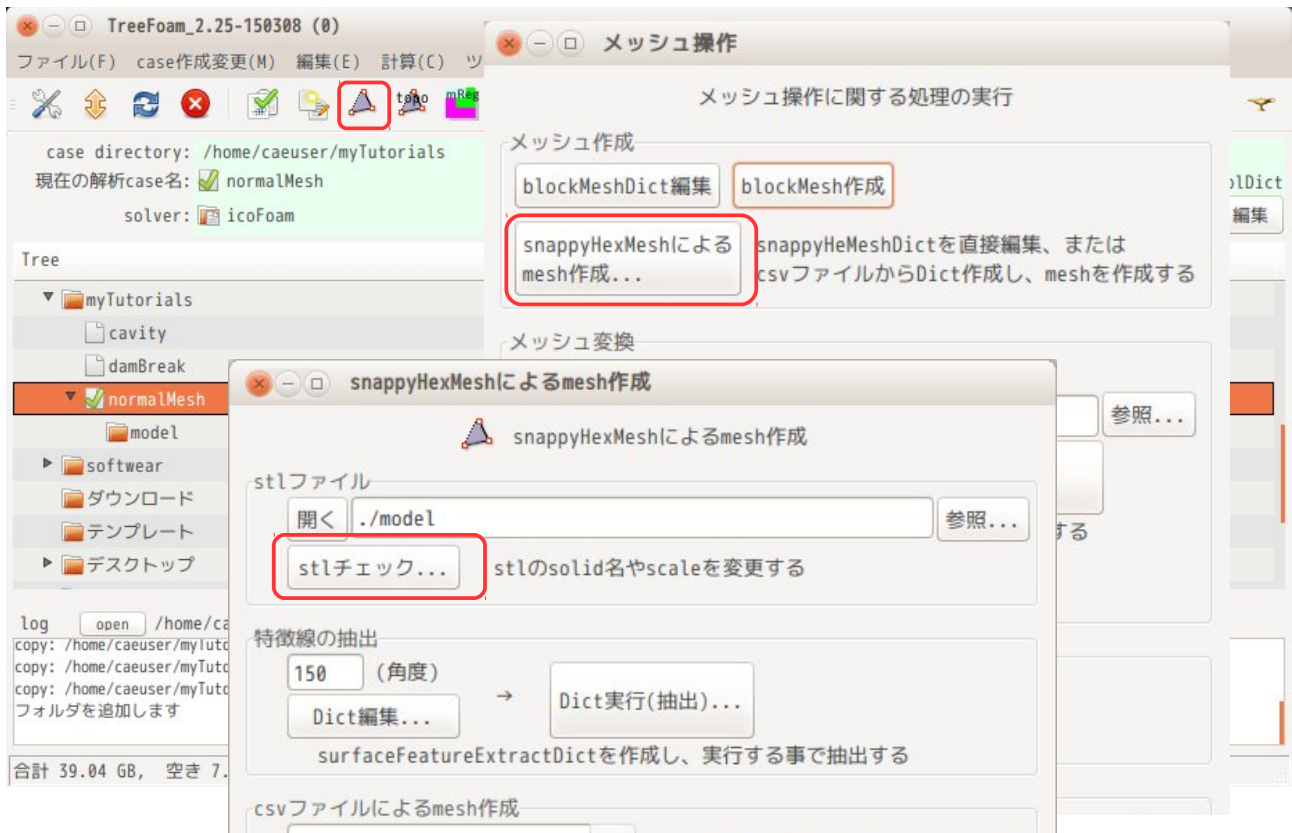 TreeFoam_2.25-150308 (0)
ファイル(F) case作成変更(M) 編集(E) 計算(C) ツ
topo
mReg
case directory: /home/caeuser/myTutorials
現在の解析case名: normalMesh
solver: icoFoam
olDict
編集
Tree
myTutorials
cavity
damBreak
normalMesh
model
softwear
ダウンロード
テンプレート
デスクトップ
log open /home/ca
copy: /home/caeuser/myTuto
copy: /home/caeuser/myTuto
copy: /home/caeuser/myTuto
フォルダを追加します
合計 39.04 GB, 空き 7.
メッシュ操作
メッシュ操作に関する処理の実行
メッシュ作成
blockMeshDict編集 blockMesh作成
snappyHexMeshによる
mesh作成...
snappyHeMeshDictを直接編集、または
csvファイルからDict作成し、meshを作成する
メッシュ変換
参照...
する
snappyHexMeshによるmesh作成
snappyHexMeshによるmesh作成
stlファイル
開く ./model 参照...
stlチェック... stlのsolid名やscaleを変更する
特徴線の抽出
150 (角度)
→ Dict実行(抽出)...
Dict編集...
surfaceFeatureExtractDictを作成し、実行する事で抽出する
csvファイルによるmesh作成